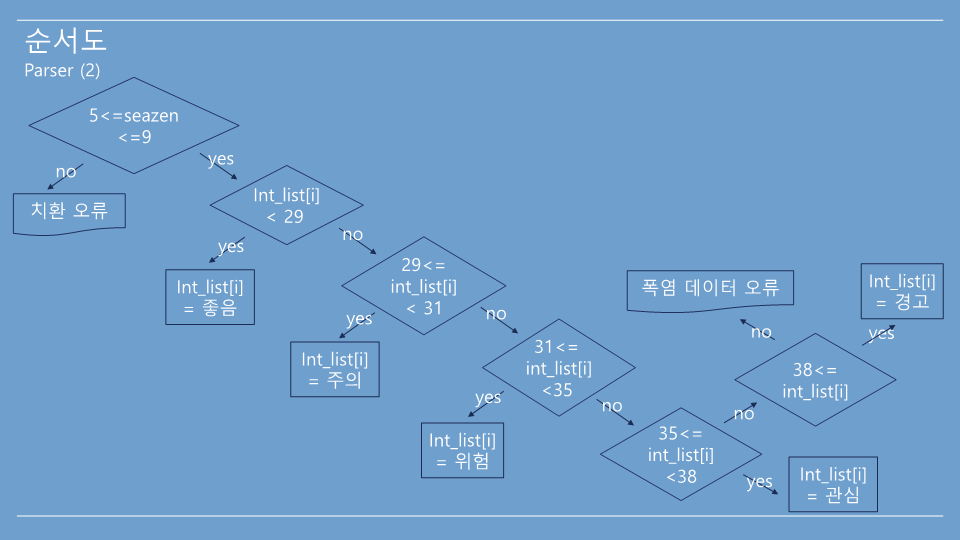 순서도
Parser (2)
5<=seazen
<=9
no
yes
치환 오류
Int_list[i]
< 29
yes
no
Int_list[i]
= 좋음
29<=
int_list[i]
< 31
yes
no
Int_list[i]
= 주의
31<=
int_list[i]
<35
yes
no
Int_list[i]
= 위험
35<=
int_list[i]
<38
no
yes
Int_list[i]
= 관심
38<=
int_list[i]
no
yes
폭염 데이터 오류
Int_list[i]
= 경고